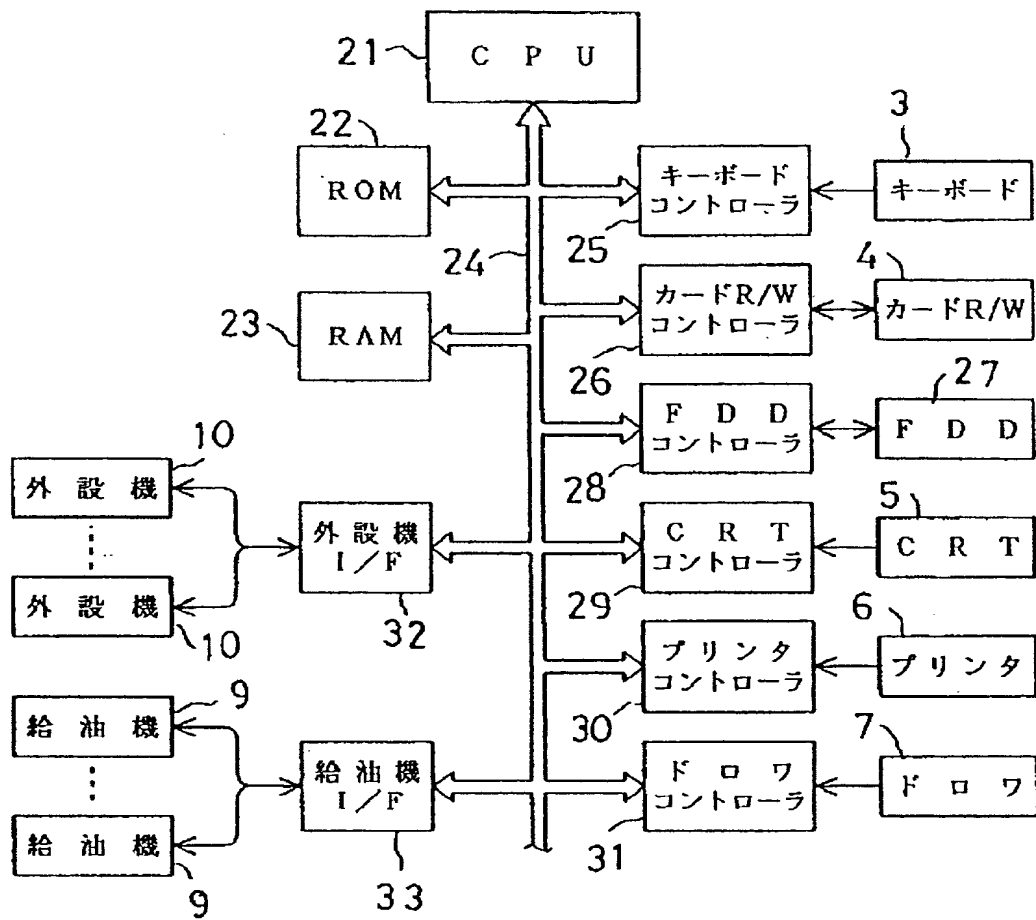 21
C P U
22
ROM
キーボード
コントローラ
25
3
キーボード
24
23
RAM
カードR/W
コントローラ
26
4
カードR/W
F D D
コントローラ
28
27
F D D
10
外 設 機
外 設 機
10
外 設 機
I/F
32
C R T
コントローラ
29
5
C R T
プ リ ン タ
コントローラ
30
6
プリンタ
9
給 油 機
給 油 機
9
給 油 機
I/F
33
ド ロ ワ
コントローラ
31
7
ド ロ ワ